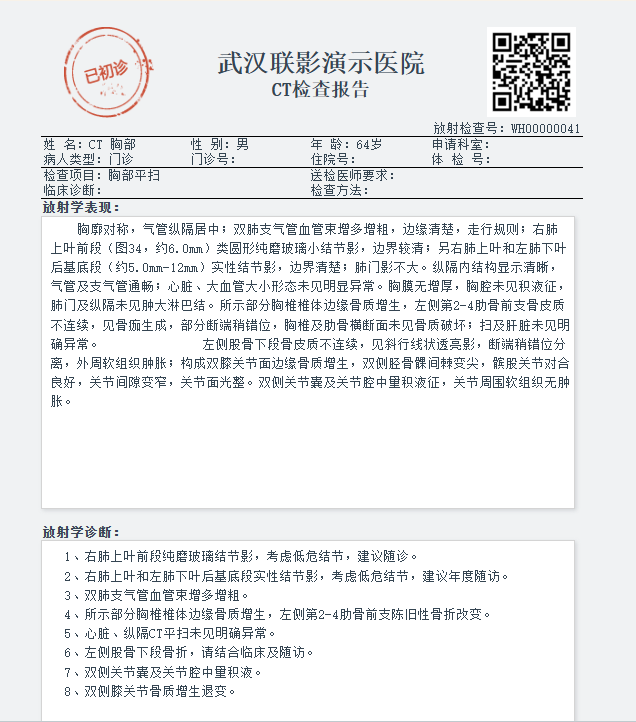 已初诊
武汉联影演示医院
CT检查报告
放射检查号: WH00000041
姓 名: CT 胸部 性 别: 男 年 龄: 64岁 申请科室:
病人类型: 门诊 门诊号: 住院号: 体 检 号:
检查项目: 胸部平扫 送检医师要求:
临床诊断: 检查方法:
放射学表现:
胸廓对称，气管纵隔居中；双肺支气血管束增多增粗，边缘清楚，走行规则；右肺
上叶前段（图34，约6.0mm）类圆形纯磨玻璃小结节影，边界较清；另右肺上叶和左肺下叶
后基底段（约5.0mm-12mm）实性结节影，边界清楚；肺门影不大。纵隔内结构显示清晰，
气管及支气管通畅；心脏、大血管大小形态未见明显异常。胸膜无增厚，胸腔未见积液征，
肺门及纵隔未见肿大淋巴结。所示部分胸椎椎体边缘骨质增生，左侧第2-4肋骨前支骨皮质
不连续，见骨痂生成，部分断端稍错位，胸椎及肋骨横断面未见骨质破坏；扫及肝脏未见明
确异常。 左侧股骨下段骨皮质不连续，见斜行线状透亮影，断端稍错位分
离，外周软组织肿胀；构成双膝关节面边缘骨质增生，双侧胫骨髁间棘变尖，髌股关节对合
良好，关节间隙变窄，关节面光整。双侧关节囊及关节腔中量积液征，关节周围软组织无肿
胀。
放射学诊断:
1、右肺上叶前段纯磨玻璃结节影，考虑低危结节，建议随诊。
2、右肺上叶和左肺下叶后基底段实性结节影，考虑低危结节，建议年度随访。
3、双肺支气血管束增多增粗。
4、所示部分胸椎椎体边缘骨质增生，左侧第2-4肋骨前支陈旧性骨折改变。
5、心脏、纵隔CT平扫未见明确异常。
6、左侧股骨下段骨折，请结合临床及随访。
7、双侧关节囊及关节腔中量积液。
8、双侧膝关节骨质增生退变。